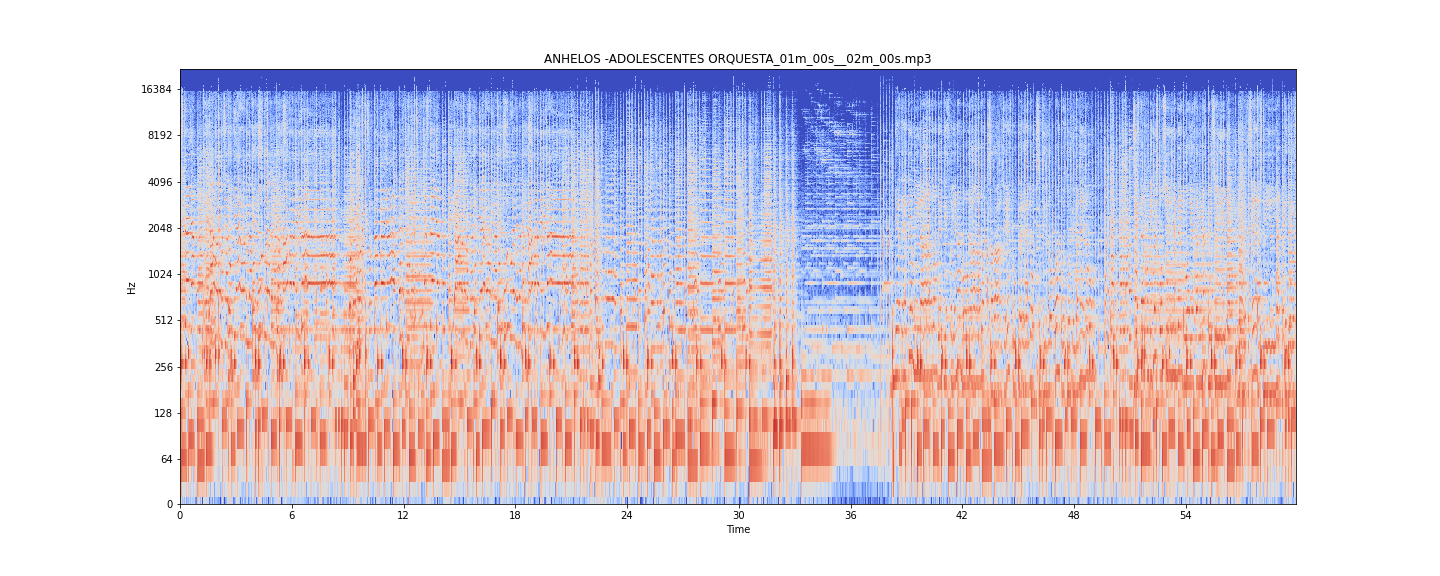 ANHELOS -ADOLESCENTES ORQUESTA_01m_00s__02m_00s.mp3
16384
8192
4096
2048
1024
512
256
128
64
0
Hz
0 6 12 18 24 30 36 42 48 54
Time